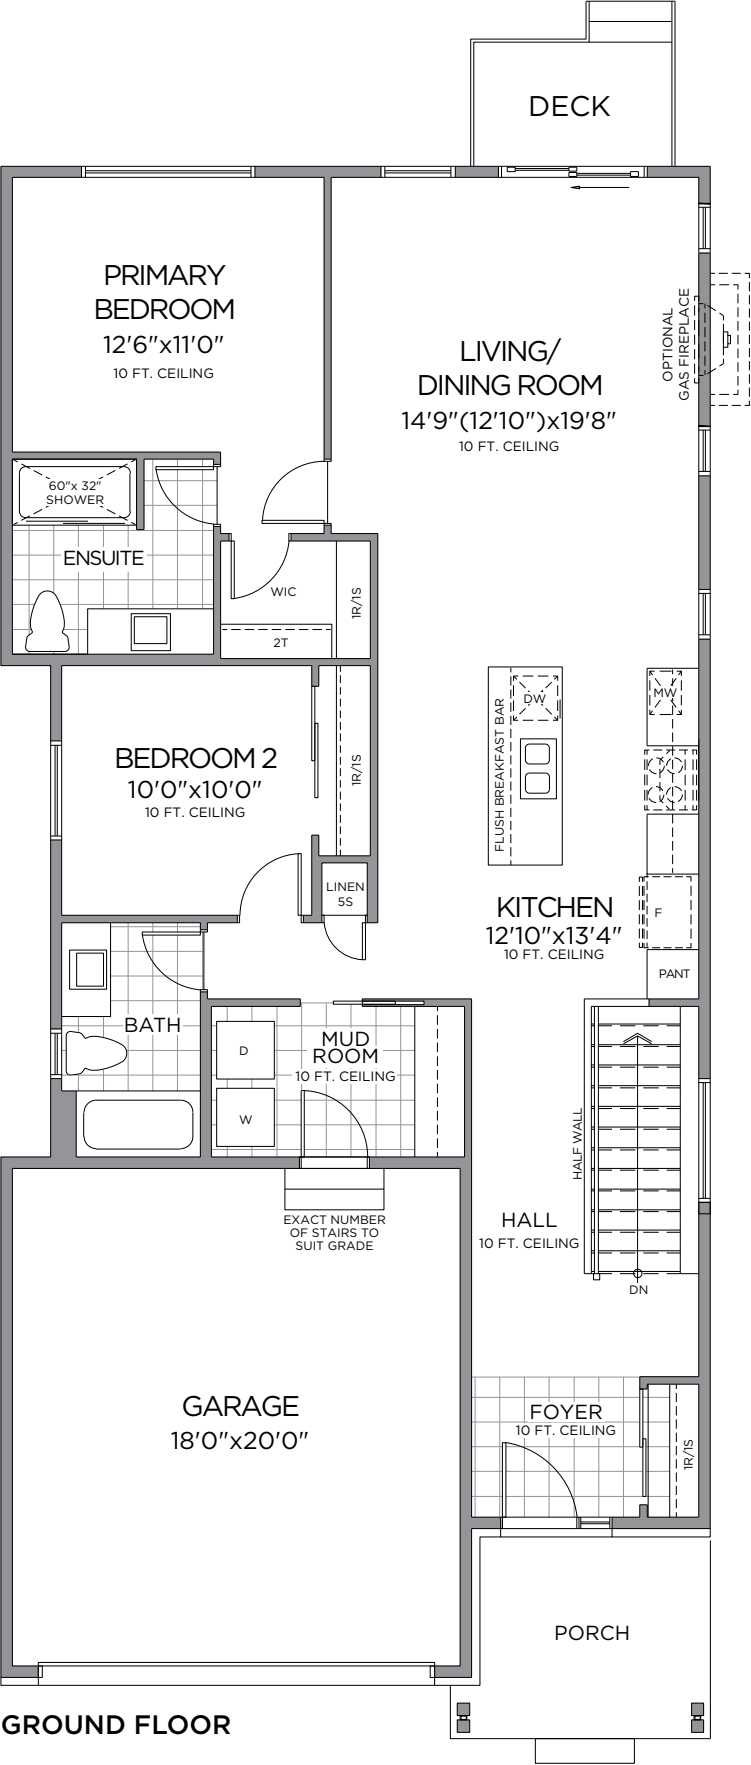 DECK
PRIMARY
BEDROOM
12'6"x11'0"
10 FT. CEILING
LIVING/
DINING ROOM
14'9"(12'10")x19'8"
10 FT. CEILING
OPTIONAL
GAS FIREPLACE
60"x 32"
SHOWER
ENSUITE
WIC
1R/1S
2T
BEDROOM 2
10'0"x10'0"
10 FT. CEILING
1R/1S
FLUSH BREAKFAST BAR
DW
MW
LINEN
5S
KITCHEN
12'10"x13'4"
10 FT. CEILING
F
PANT
BATH
D
W
MUD
ROOM
10 FT. CEILING
HALF WALL
EXACT NUMBER
OF STAIRS TO
SUIT GRADE
HALL
10 FT. CEILING
DN
GARAGE
18'0"x20'0"
FOYER
10 FT. CEILING
1R/1S
PORCH
GROUND FLOOR